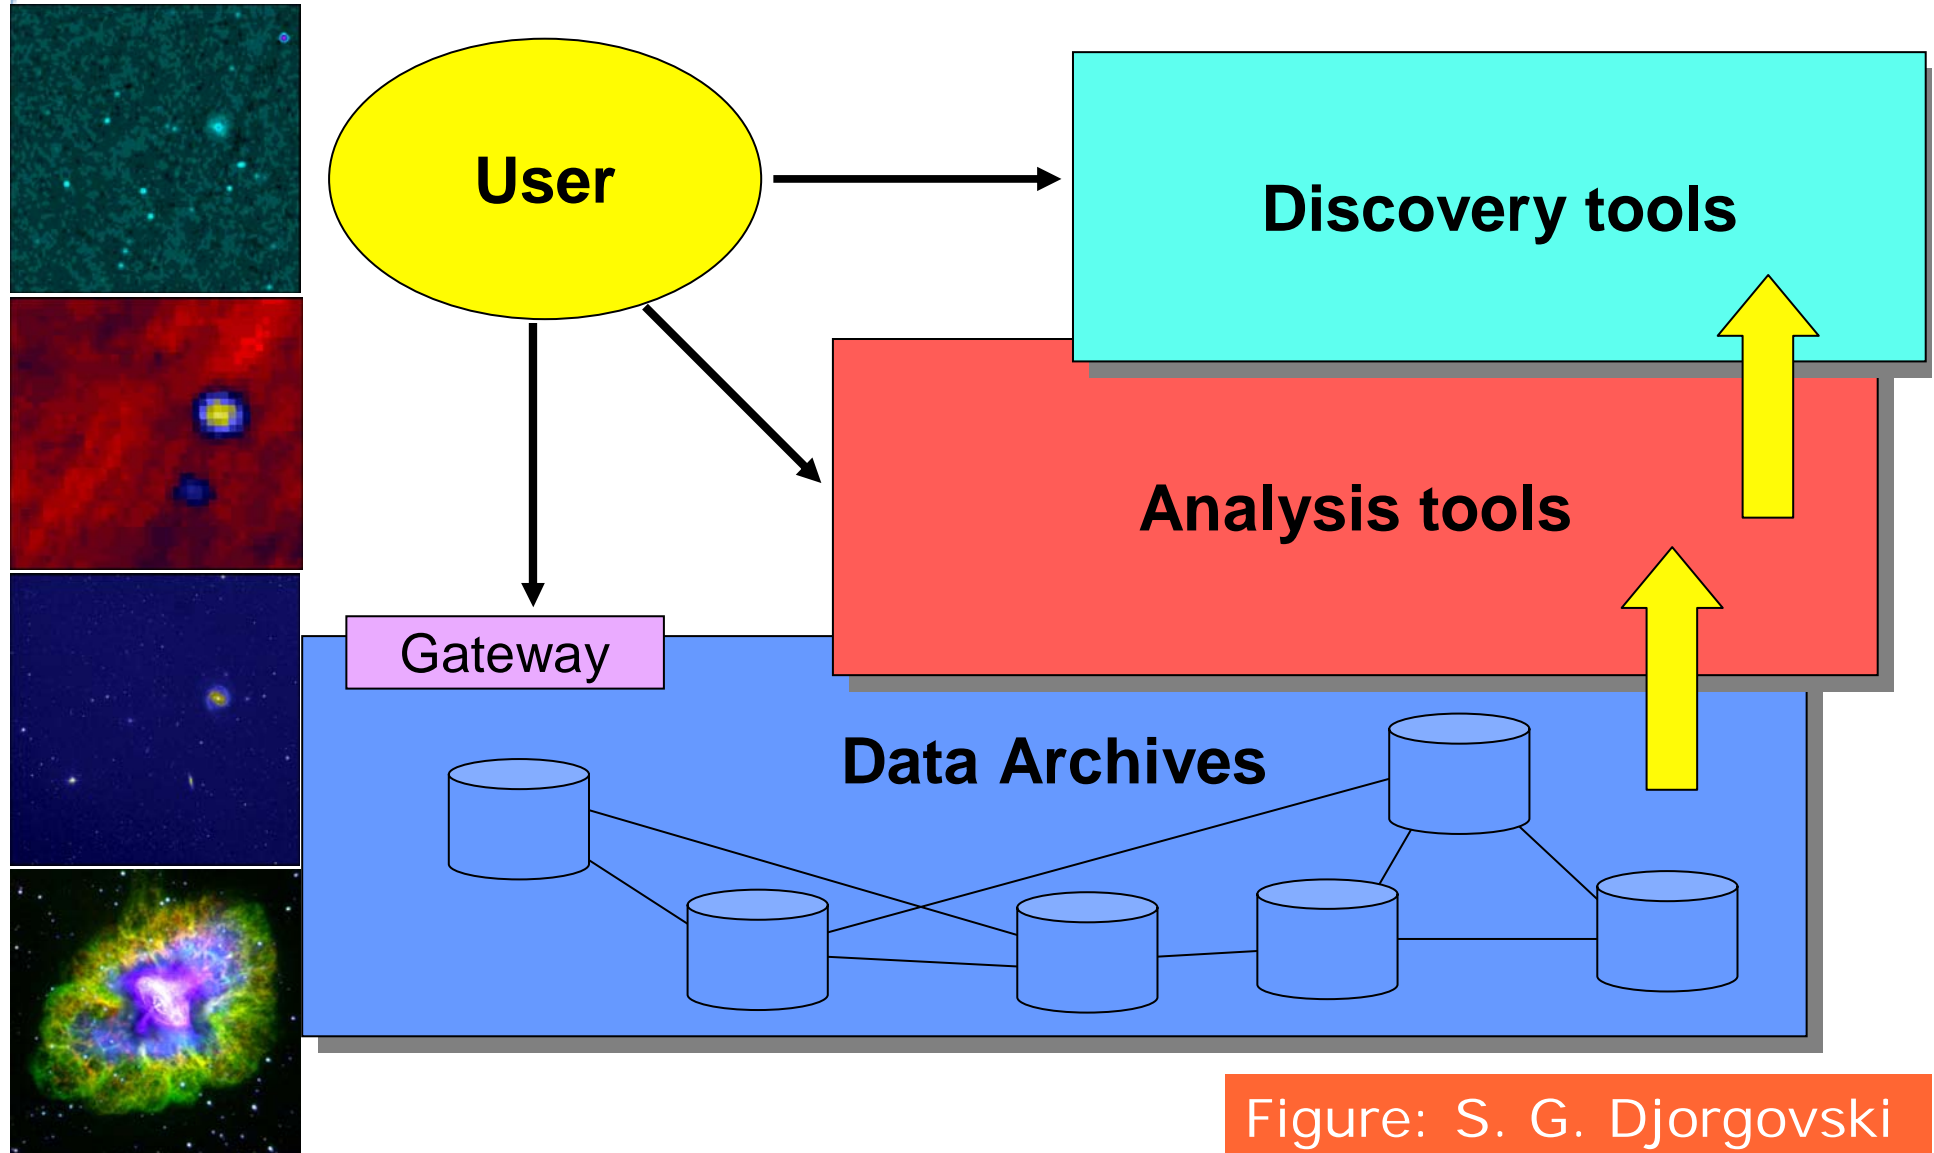 User
Discovery tools
Analysis tools
Gateway
Data Archives
Figure: S. G. Djorgovski